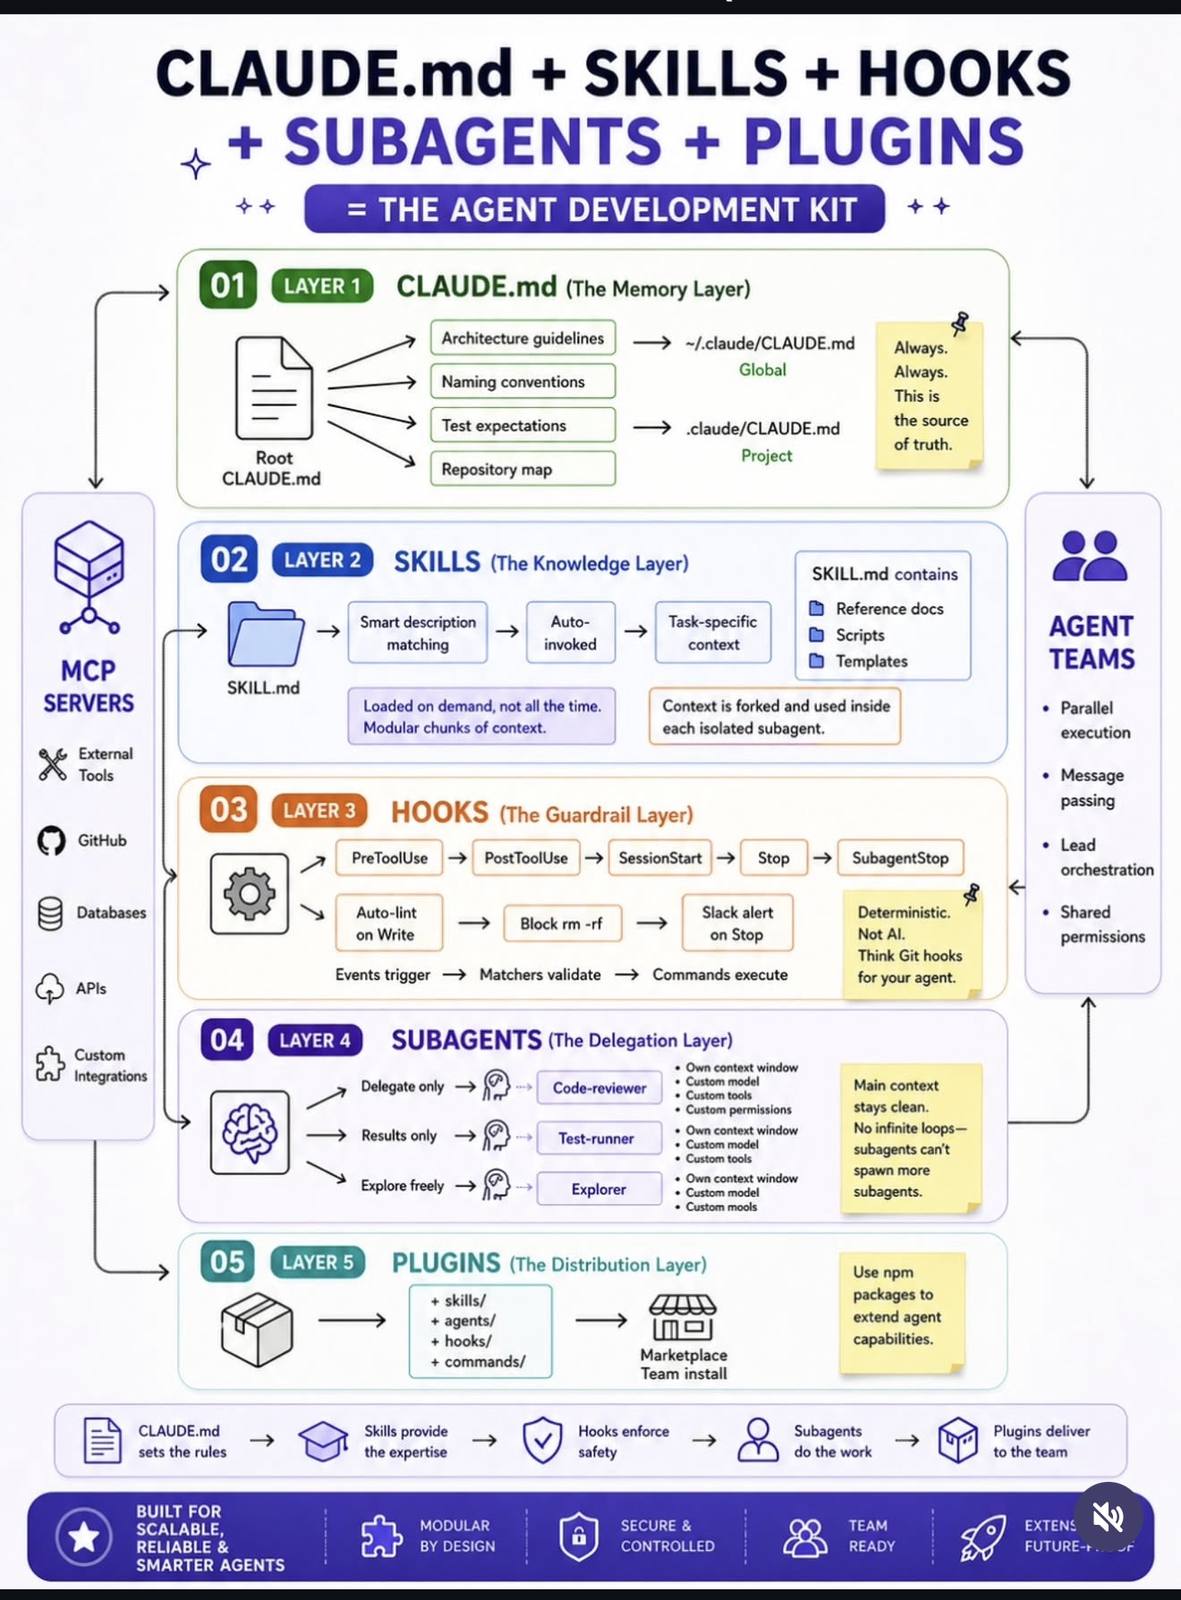 CLAUDE.md + SKILLS + HOOKS
+ SUBAGENTS + PLUGINS
= THE AGENT DEVELOPMENT KIT
01
LAYER 1
CLAUDE.md (The Memory Layer)
Root
CLAUDE.md
Architecture guidelines
Naming conventions
Test expectations
Repository map
~/.claude/CLAUDE.md
Global
.claude/CLAUDE.md
Project
Always.
Always.
This is
the source
of truth.
MCP
SERVERS
External
Tools
GitHub
Databases
APIs
Custom
Integrations
02
LAYER 2
SKILLS (The Knowledge Layer)
SKILL.md
Smart description
matching
Auto-
invoked
Task-specific
context
SKILL.md contains
Reference docs
Scripts
Templates
Loaded on demand, not all the time.
Modular chunks of context.
Context is forked and used inside
each isolated subagent.
AGENT
TEAMS
• Parallel
execution
• Message
passing
• Lead
orchestration
• Shared
permissions
03
LAYER 3
HOOKS (The Guardrail Layer)
PreToolUse
PostToolUse
SessionStart
Stop
SubagentStop
Auto-lint
on Write
Block rm -rf
Slack alert
on Stop
Events trigger
Matchers validate
Commands execute
Deterministic.
Not AI.
Think Git hooks
for your agent.
04
LAYER 4
SUBAGENTS (The Delegation Layer)
Delegate only
Code-reviewer
• Own context window
• Custom model
• Custom tools
• Custom permissions
Results only
Test-runner
• Own context window
• Custom model
• Custom tools
Explore freely
Explorer
• Own context window
• Custom model
• Custom mools
Main context
stays clean.
No infinite loops—
subagents can't
spawn more
subagents.
05
LAYER 5
PLUGINS (The Distribution Layer)
+ skills/
+ agents/
+ hooks/
+ commands/
Marketplace
Team install
Use npm
packages to
extend agent
capabilities.
CLAUDE.md
sets the rules
Skills provide
the expertise
Hooks enforce
safety
Subagents
do the work
Plugins deliver
to the team
BUILT FOR
SCALABLE,
RELIABLE &
SMARTER AGENTS
MODULAR
BY DESIGN
SECURE &
CONTROLLED
TEAM
READY